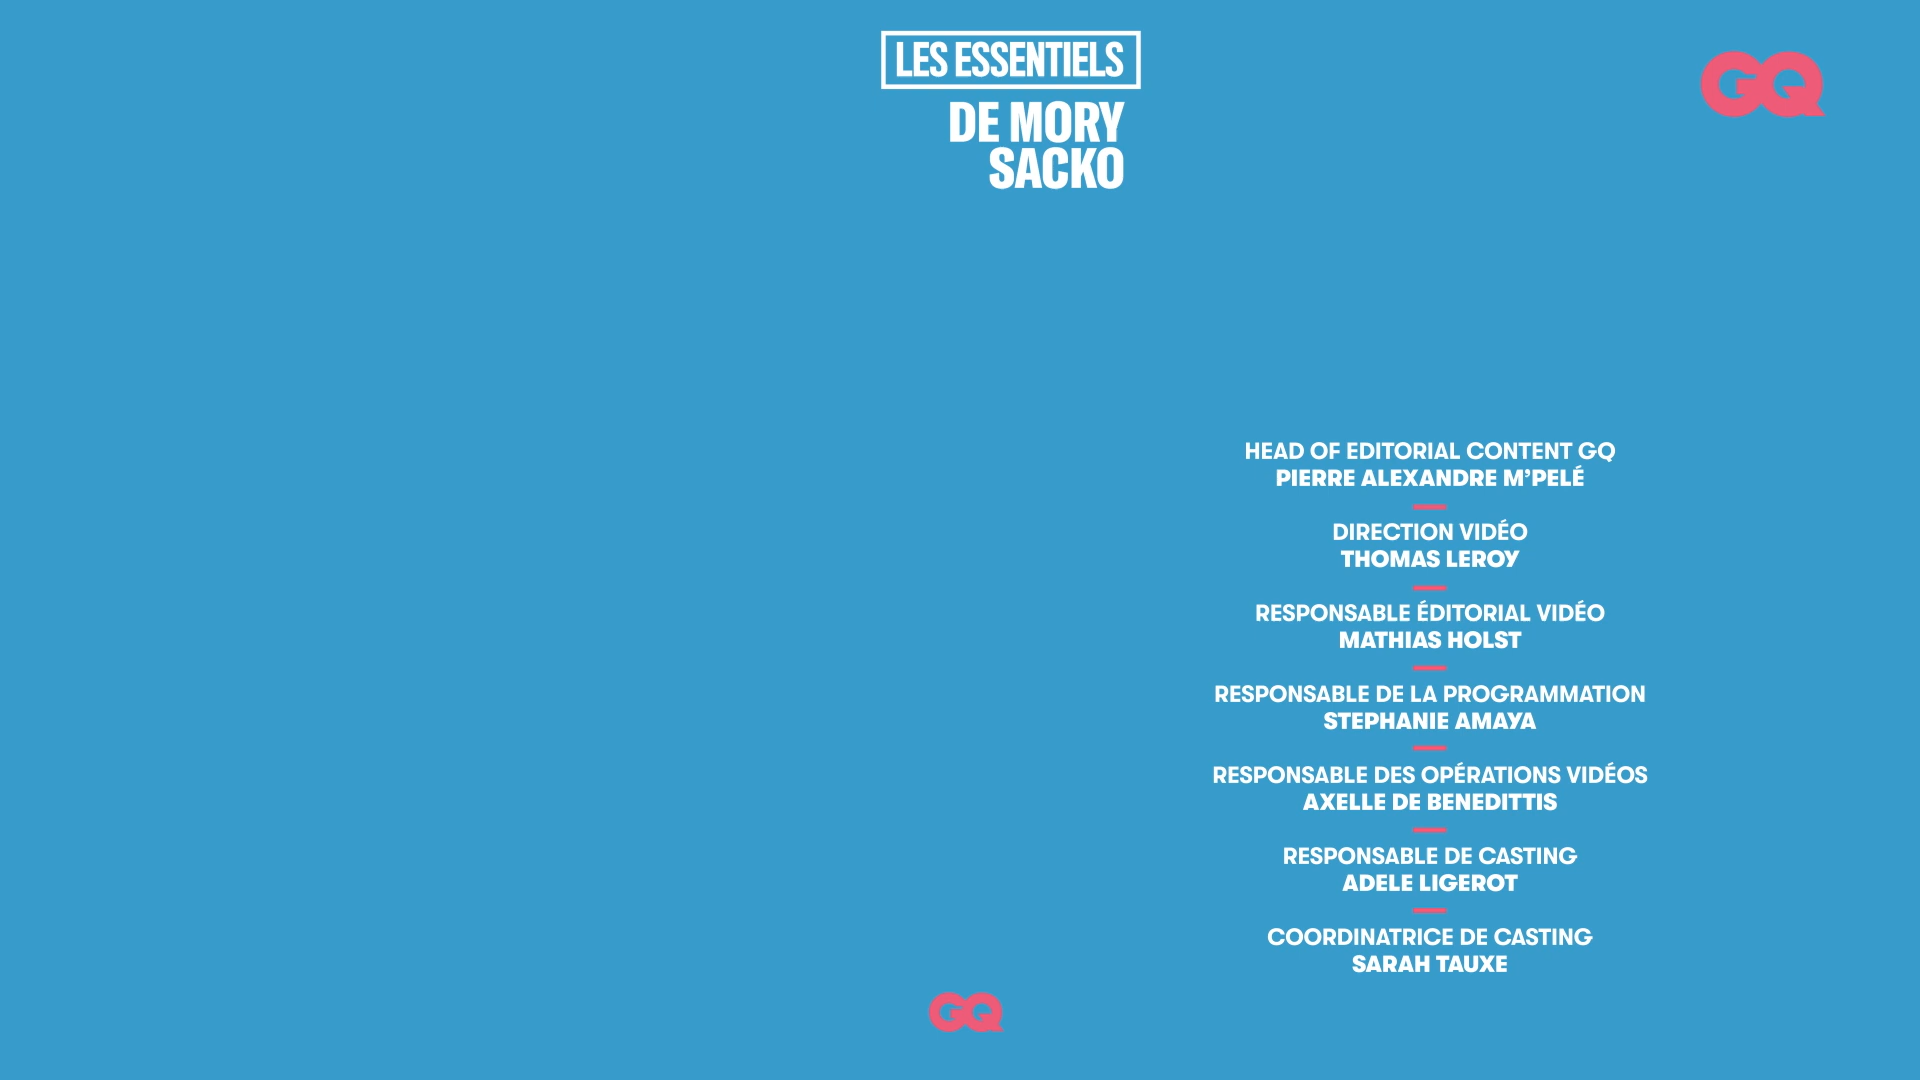 LES ESSENTIELS
DE MORY
SACKO
GQ
HEAD OF EDITORIAL CONTENT GQ
PIERRE ALEXANDRE M’PELÉ
DIRECTION VIDÉO
THOMAS LEROY
RESPONSABLE ÉDITORIAL VIDÉO
MATHIAS HOLST
RESPONSABLE DE LA PROGRAMMATION
STEPHANIE AMAYA
RESPONSABLE DES OPÉRATIONS VIDÉOS
AXELLE DE BENEDITTIS
RESPONSABLE DE CASTING
ADELE LIGEROT
COORDINATRICE DE CASTING
SARAH TAUXE
GQ